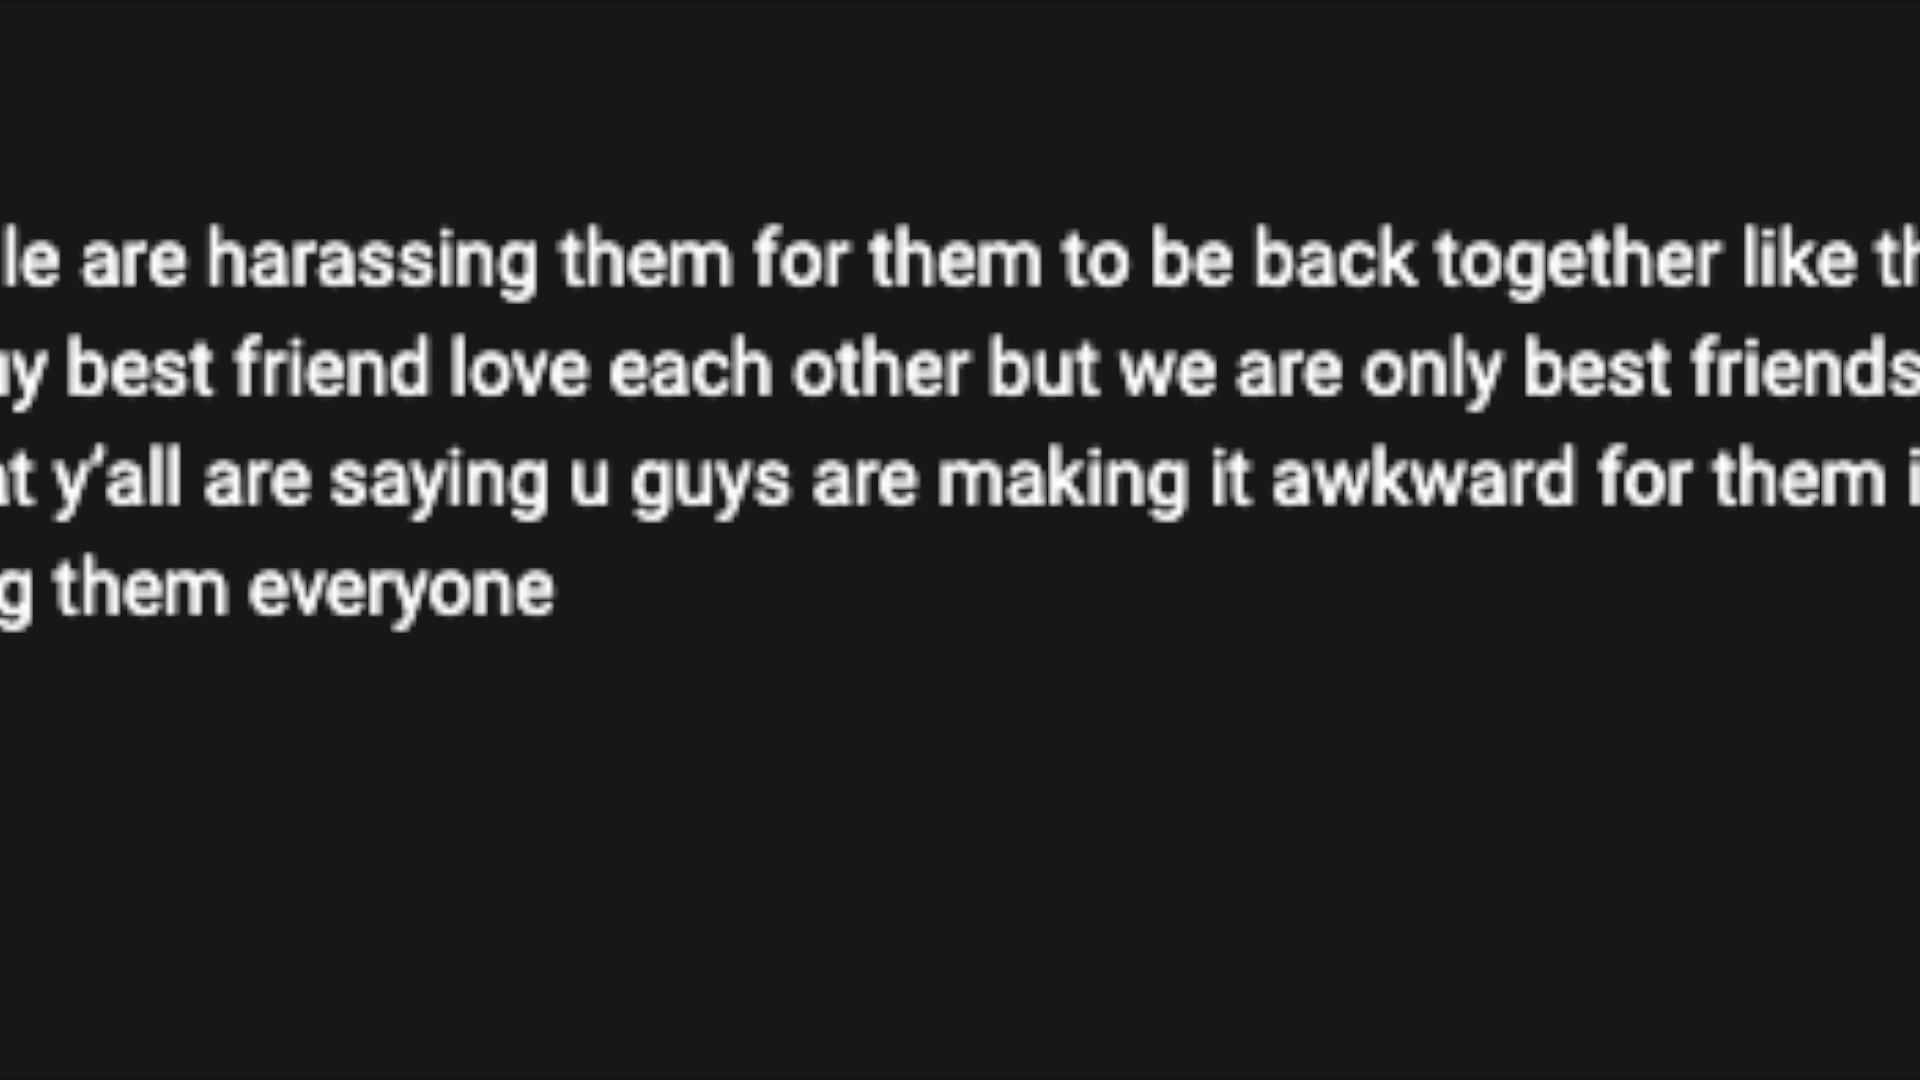 are harassing them for them to be back together like
best friend love each other but we are only best friends
y'all are saying u guys are making it awkward for them
them everyone